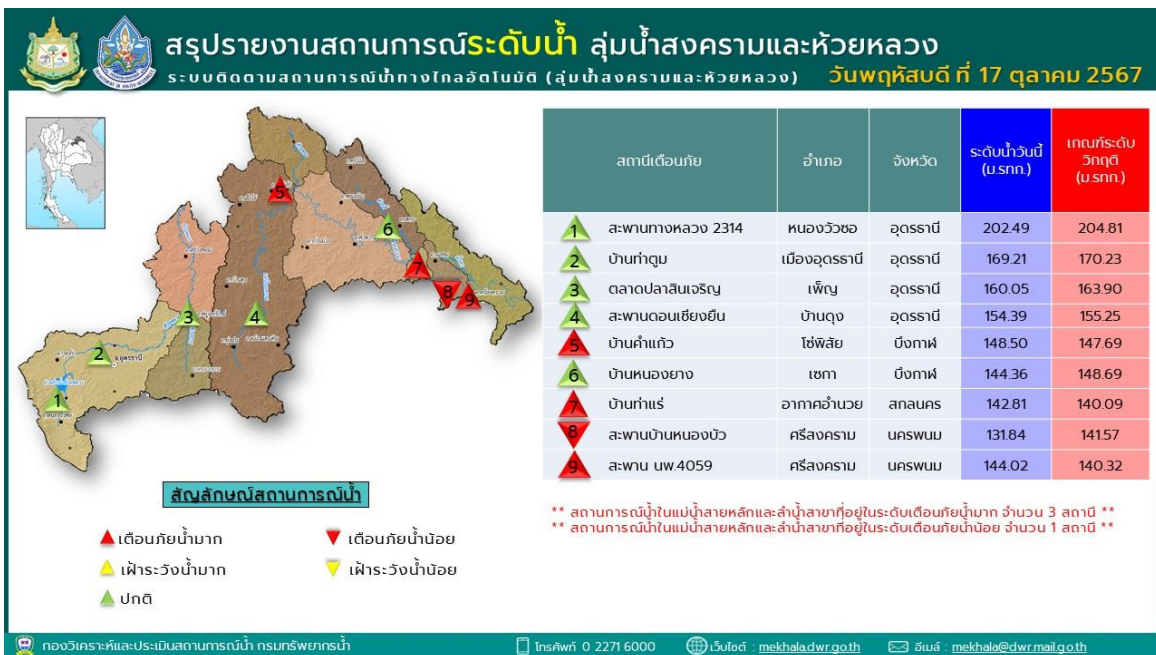 สรุปรายงานสถานการณ์ระดับน้ำ ลุ่มน้ำสงครามและห้วยหลวง
ระบบติดตามสถานการณ์น้ำทางไกลอัตโนมัติ (ลุ่มน้ำสงครามและห้วยหลวง) วันพฤหัสบดี ที่ 17 ตุลาคม 2567
สถานีเตือนภัย อำเภอ จังหวัด ระดับน้ำวันนี้ (ม.รทก.) เกณฑ์ระดับวิกฤติ (ม.รทก.)
1 สะพานทางหลวง 2314 หนองวัวซอ อุดรธานี 202.49 204.81
2 บ้านท่าตูม เมืองอุดรธานี อุดรธานี 169.21 170.23
3 ตลาดปลาสินเจริญ เพ็ญ อุดรธานี 160.05 163.90
4 สะพานดอนเชียงยืน บ้านดุง อุดรธานี 154.39 155.25
5 บ้านคำแก้ว โซ่พิสัย บึงกาฬ 148.50 147.69
6 บ้านหนองยาง เซกา บึงกาฬ 144.36 148.69
7 บ้านท่าแร่ อากาศอำนวย สกลนคร 142.81 140.09
8 สะพานบ้านหนองบัว ศรีสงคราม นครพนม 131.84 141.57
9 สะพาน นพ.4059 ศรีสงคราม นครพนม 144.02 140.32
** สถานการณ์น้ำในแม่น้ำสายหลักและลำน้ำสาขาที่อยู่ในระดับเตือนภัยน้ำมาก จำนวน 3 สถานี **
** สถานการณ์น้ำในแม่น้ำสายหลักและลำน้ำสาขาที่อยู่ในระดับเตือนภัยน้ำน้อย จำนวน 1 สถานี **
5
6
7
8
9
3
4
2
จ.อุดรธานี
1
สัญลักษณ์สถานการณ์น้ำ
เตือนภัยน้ำมาก เตือนภัยน้ำน้อย
เฝ้าระวังน้ำมาก เฝ้าระวังน้ำน้อย
ปกติ
กองวิเคราะห์และประเมินสถานการณ์น้ำ กรมทรัพยากรน้ำ โทรศัพท์ 0 2271 6000 เว็บไซต์ : mekhala.dwr.go.th อีเมล์ : mekhala@dwr.mail.go.th